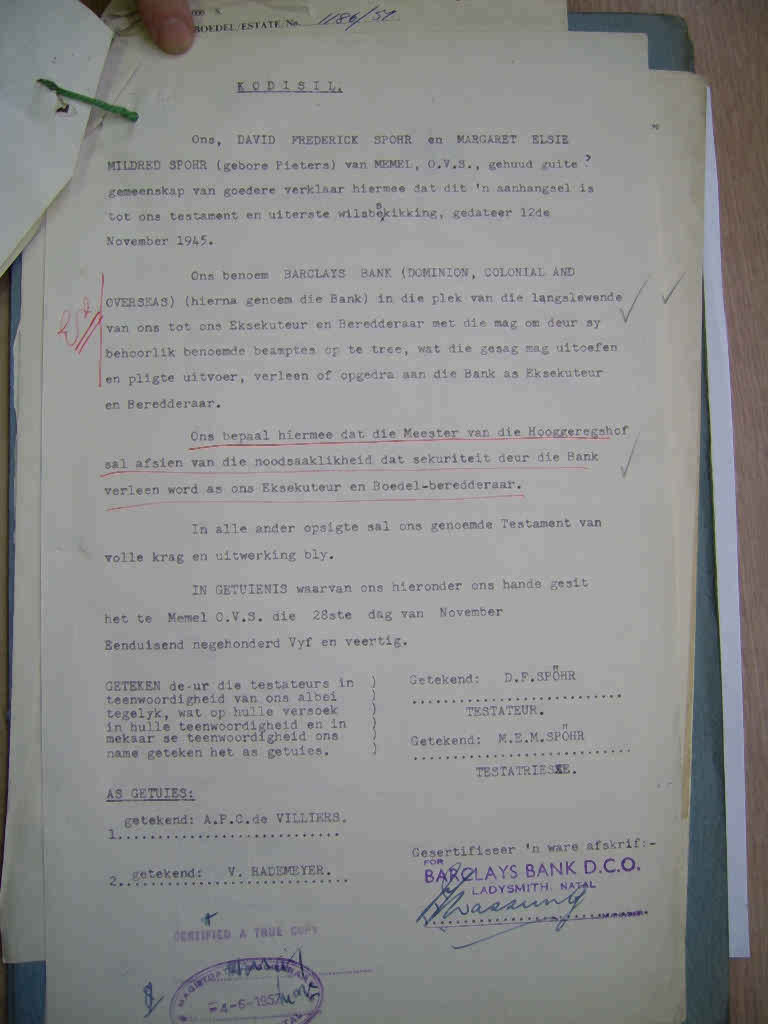 BOEDEL/ESTATE No. 1186/57
KODISIL.
Ons, DAVID FREDERICK SPOHR en MARGARET ELSIE
MILDRED SPOHR (gebore Pieters) van MEMEL, O.V.S., gehud guite ?
gemeenskap van goedere verklaar hiermee dat dit 'n aanhangsel is
tot ons testament en uiterste wilsbeskikking, gedateer 12de
November 1945.
Ons benoem BARCLAYS BANK (DOMINION, COLONIAL AND
OVERSEAS) (hierna genoem die Bank) in die plek van die langslewende
van ons tot ons Eksekuteur en Beredderaar met die mag om deur sy
behoorlik benoemde beamptes op te tree, wat die gesag mag uitoefen
en pligte uitvoer, verleen of opgedra aan die Bank as Eksekuteur
en Beredderaar.
Ons bepaal hiermee dat die Meester van die Hooggeregshof
sal afsien van die noodsaaklikheid dat sekuriteit deur die Bank
verleen word as ons Eksekuteur en Boedel-beredderaar.
In alle ander opsigte sal ons genoemde Testament van
volle krag en uitwerking bly.
IN GETUIENIS waarvan ons hieronder ons hande gesit
het te Memel O.V.S. die 28ste dag van November
Eenduisend negehonderd Vyf en veertig.
GETEKEN de-ur die testateurs in )
teenwoordigheid van ons albei )
tegelyk, wat op hulle versoek )
in hulle teenwoordigheid en in )
mekaar se teenwoordigheid ons )
name geteken het as getuies. )
Getekend: D.F.SPÖHR
TESTATEUR.
Getekend: M.E.M.SPÖHR
TESTATRIESE.
AS GETUIES:
getekend: A.P.C.de VILLIERS.
1.
getekend: V. RADEMEYER.
2.
Gesertifiseer 'n ware afskrif:-
FOR
BARCLAYS BANK D.C.O.
LADYSMITH, NATAL
CERTIFIED A TRUE COPY
-4-6-1957